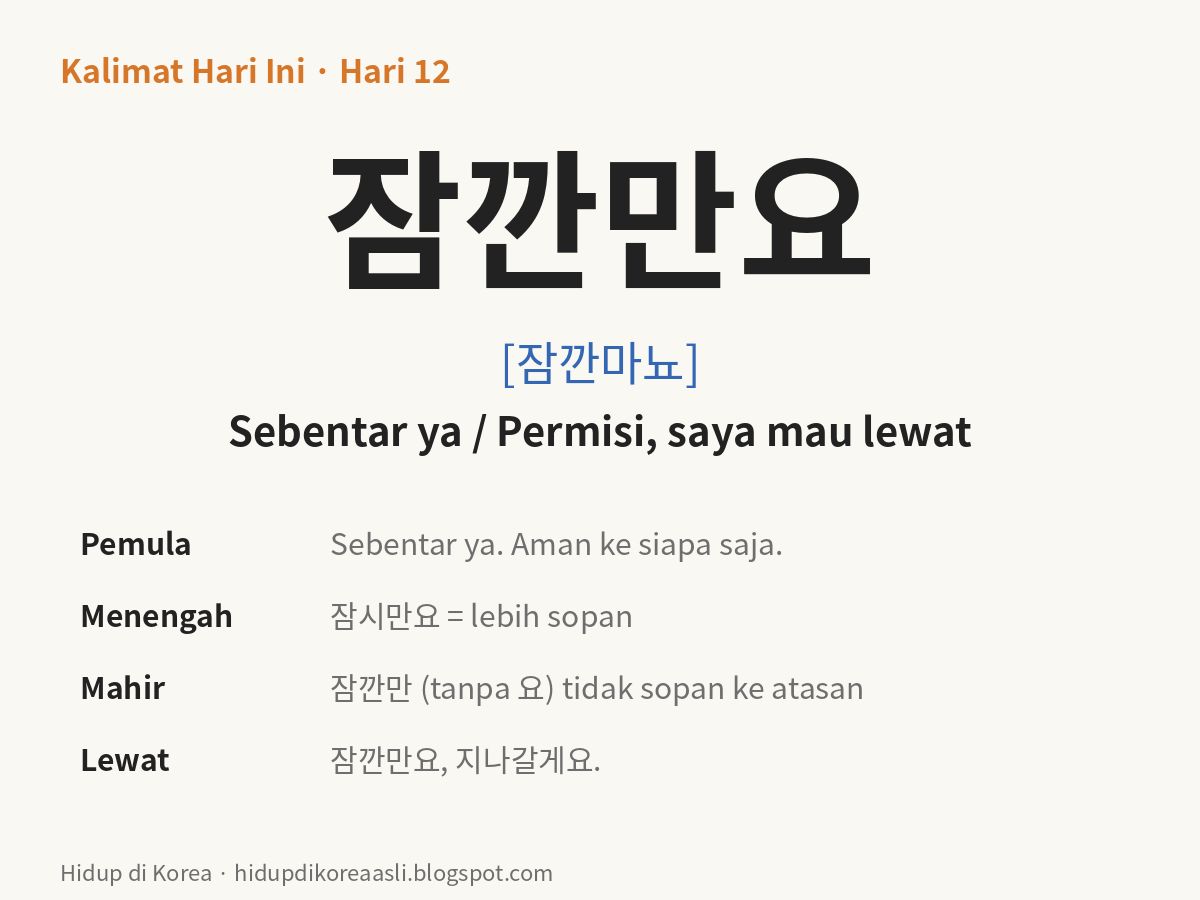 Kalimat Hari Ini · Hari 12
잠깐만요
[잠깐마뇨]
Sebentar ya / Permisi, saya mau lewat
Pemula Sebentar ya. Aman ke siapa saja.
Menengah 잠시만요 = lebih sopan
Mahir 잠깐만 (tanpa 요) tidak sopan ke atasan
Lewat 잠깐만요, 지나갈게요.
Hidup di Korea · hidupdikoreaasli.blogspot.com